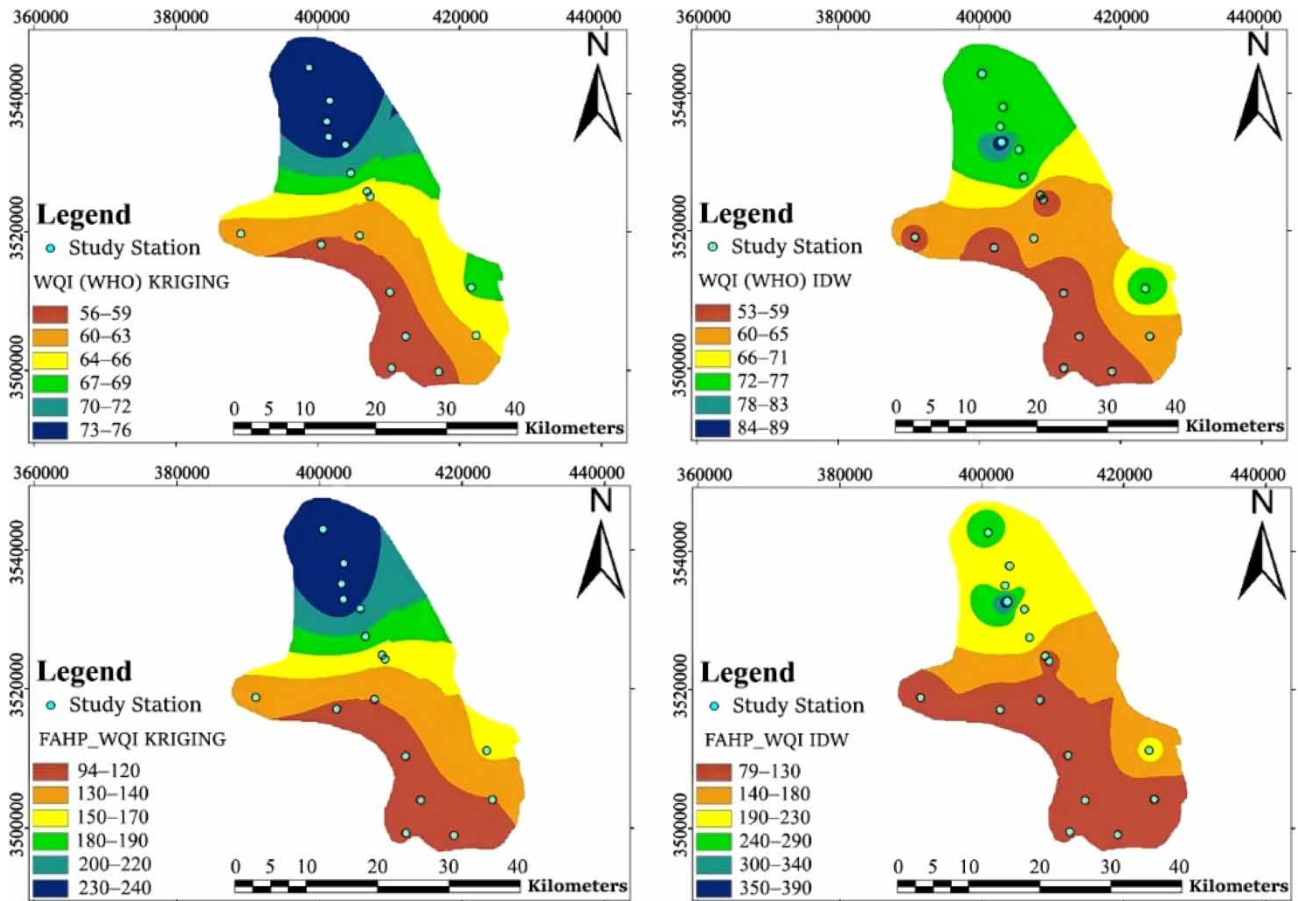 360000 380000 400000 420000 440000
3540000
3520000
3500000
N
Legend
Study Station
WQI (WHO) KRIGING
56–59
60–63
64–66
67–69
70–72
73–76
0 5 10 20 30 40
Kilometers
360000 380000 400000 420000 440000
3540000
3520000
3500000
N
Legend
Study Station
WQI (WHO) IDW
53–59
60–65
66–71
72–77
78–83
84–89
0 5 10 20 30 40
Kilometers
360000 380000 400000 420000 440000
3540000
3520000
3500000
N
Legend
Study Station
FAHP_WQI KRIGING
94–120
130–140
150–170
180–190
200–220
230–240
0 5 10 20 30 40
Kilometers
360000 380000 400000 420000 440000
3540000
3520000
3500000
N
Legend
Study Station
FAHP_WQI IDW
79–130
140–180
190–230
240–290
300–340
350–390
0 5 10 20 30 40
Kilometers